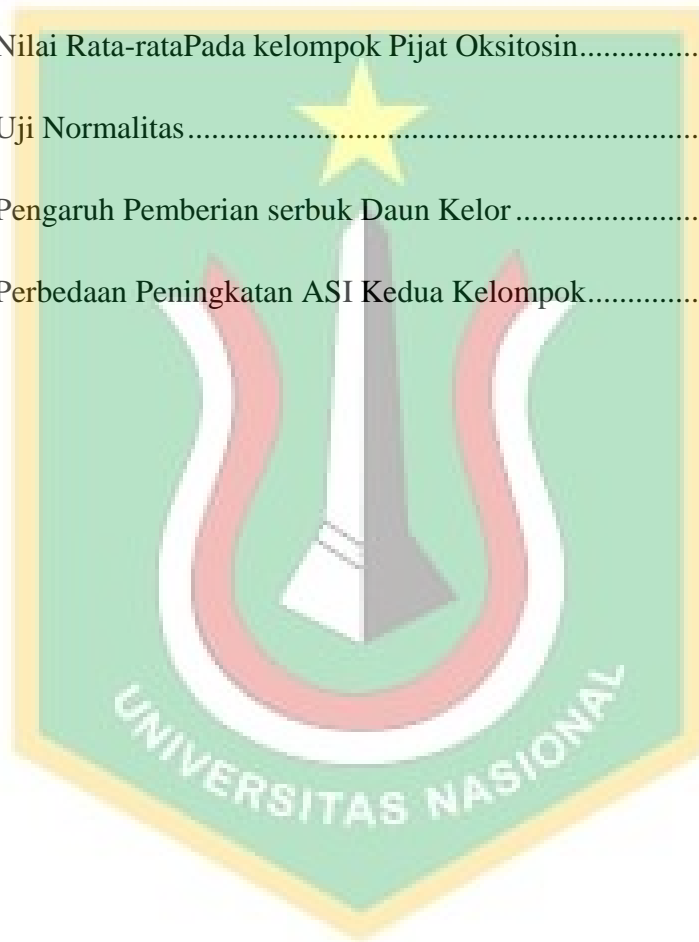 Nilai Rata-rataPada kelompok Pijat Oksitosin...............
Uji Normalitas................................................................
Pengaruh Pemberian serbuk Daun Kelor.......................
Perbedaan Peningkatan ASI Kedua Kelompok..............
UNIVERSITAS NASIONAL